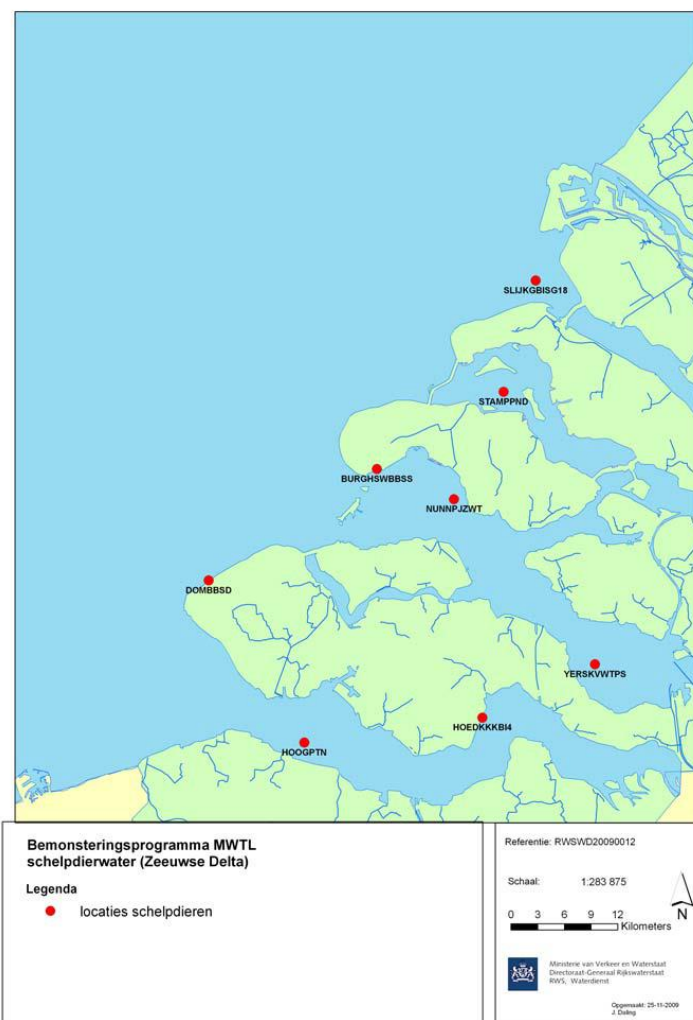 SLIJKGBISG18
STAMPPND
BURGHSWBBSS
NUNNPJZWT
DOMBBSD
YERSKVWTPS
HOEDKKKBI4
HOOGPTN
Bemonsteringsprogramma MWTL
schelpdierwater (Zeeuwse Delta)
Legenda
locaties schelpdieren
Referentie: RWSWD20090012
Schaal: 1:283 875
N
0 3 6 9 12
Kilometers
Ministerie van Verkeer en Waterstaat
Directoraat-Generaal Rijkswaterstaat
RWS, Waterdienst
Opgemaakt: 25-11-2009
J. Daling